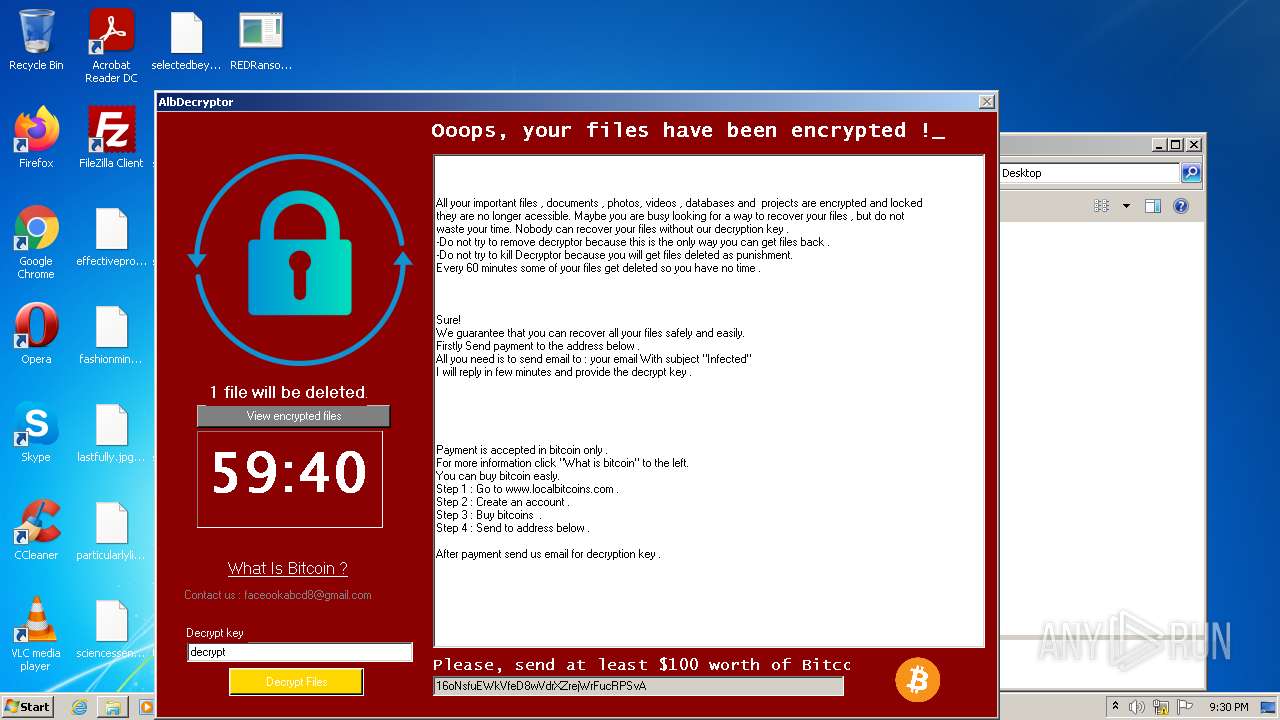 Recycle Bin
Acrobat
Reader DC
selectedbey...
REDRanso...
Firefox
FileZilla Client
Google
Chrome
effectivepro...
Opera
fashionmin...
Skype
lastfully.jpg...
CCleaner
particularlyli...
VLC media
player
sciencessen...
AlbDecryptor
Ooops, your files have been encrypted !_
All your important files , documents , photos, videos , databases and  projects are encrypted and locked
they are no longer acessible. Maybe you are busy looking for a way to recover your files , but do not
waste your time. Nobody can recover your files without our decryption key .
-Do not try to remove decryptor because this is the only way you can get files back .
-Do not try to kill Decryptor because you will get files deleted as punishment.
Every 60 minutes some of your files get deleted so you have no time .
Sure!
We guarantee that you can recover all your files safely and easily.
Firstly Send payment to the address below .
All you need is to send email to : your email With subject "Infected"
I will reply in few minutes and provide the decrypt key .
Payment is accepted in bitcoin only .
For more information click "What is bitcoin" to the left.
You can buy bitcoin easly.
Step 1 : Go to www.localbitcoins.com .
Step 2 : Create an account .
Step 3 : Buy bitcoins  .
Step 4 : Send to address below .
After payment send us email for decryption key .
1 file will be deleted.
View encrypted files
59:40
What Is Bitcoin ?
Contact us : faceookabcd8@gmail.com
Decrypt key
decrypt
Decrypt Files
Please, send at least $100 worth of Bitcc
Desktop
ANY RUN
Start
9:30 PM